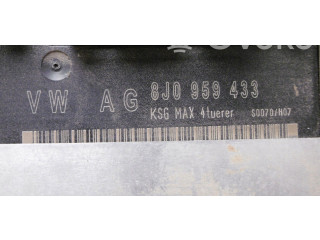 VW AG 8J0 959 433
KSG MAX 4tuerer S0070/H07